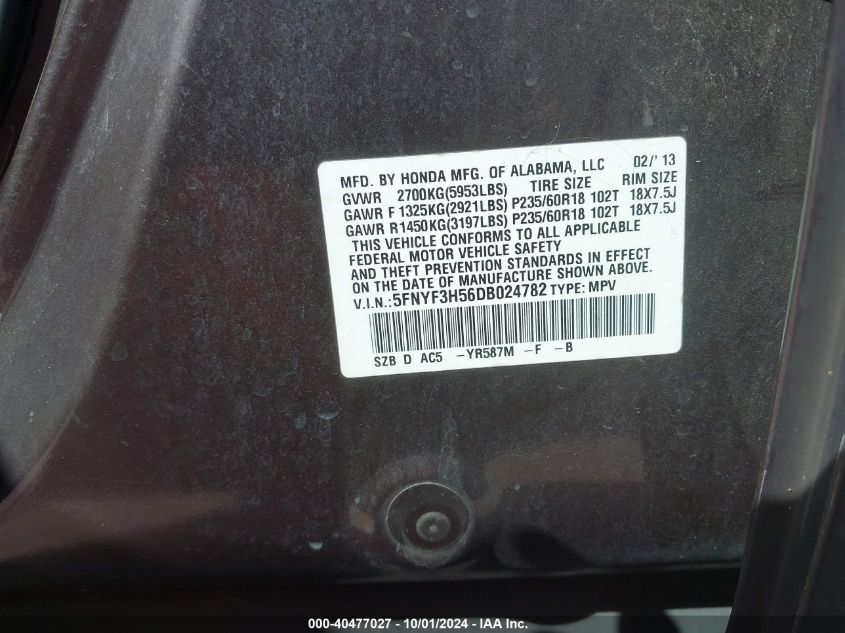 MFD. BY HONDA MFG. OF ALABAMA, LLC 02/'13
GVWR 2700KG(5953LBS) TIRE SIZE RIM SIZE
GAWR F 1325KG(2921LBS) P235/60R18 102T 18X7.5J
GAWR R1450KG(3197LBS) P235/60R18 102T 18X7.5J
THIS VEHICLE CONFORMS TO ALL APPLICABLE
FEDERAL MOTOR VEHICLE SAFETY
AND THEFT PREVENTION STANDARDS IN EFFECT
ON THE DATE OF MANUFACTURE SHOWN ABOVE.
V.I.N.:5FNYF3H56DB024782 TYPE: MPV
SZB D AC5 -YR587M -F -B
000-40477027 - 10/01/2024 - IAA Inc.